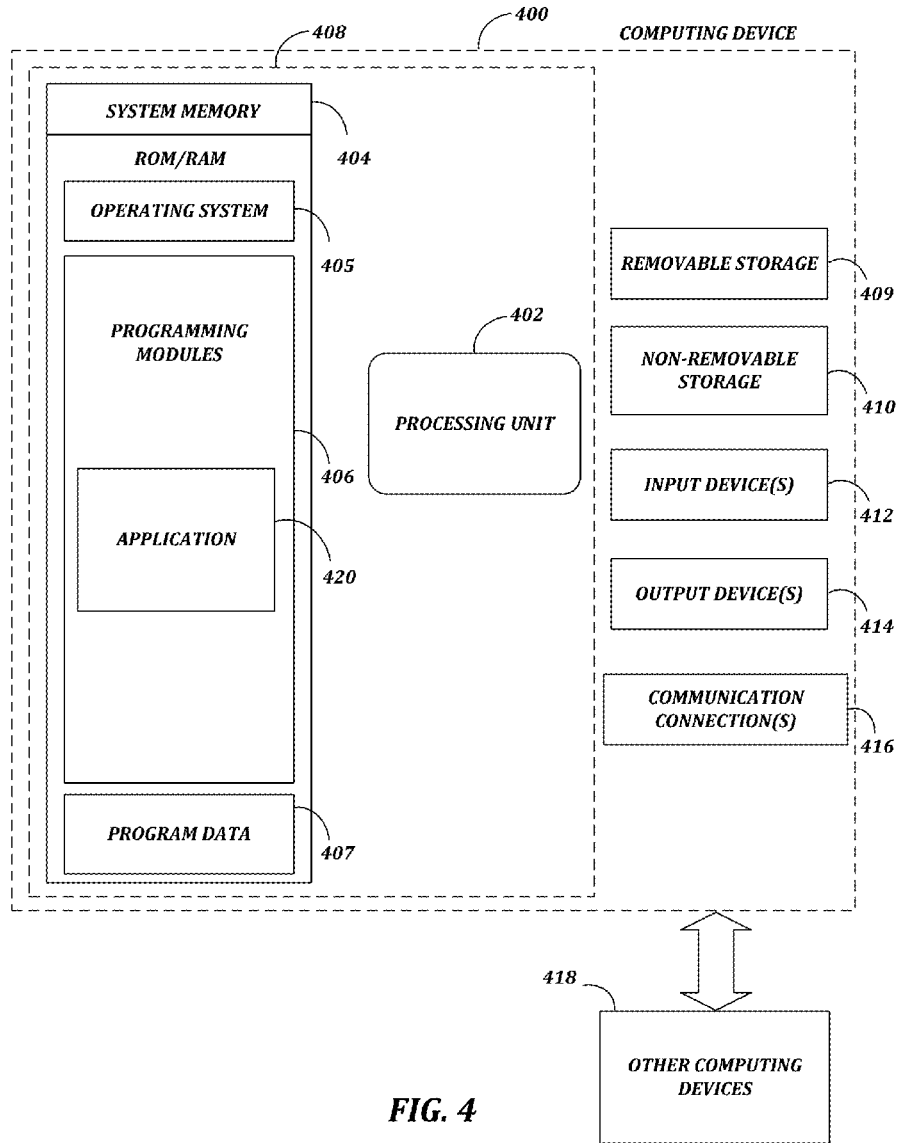 408
400
COMPUTING DEVICE
SYSTEM MEMORY
404
ROM/RAM
OPERATING SYSTEM
405
PROGRAMMING
MODULES
406
APPLICATION
420
PROGRAM DATA
407
402
PROCESSING UNIT
REMOVABLE STORAGE
409
NON-REMOVABLE
STORAGE
410
INPUT DEVICE(S)
412
OUTPUT DEVICE(S)
414
COMMUNICATION
CONNECTION(S)
416
418
OTHER COMPUTING
DEVICES
FIG. 4